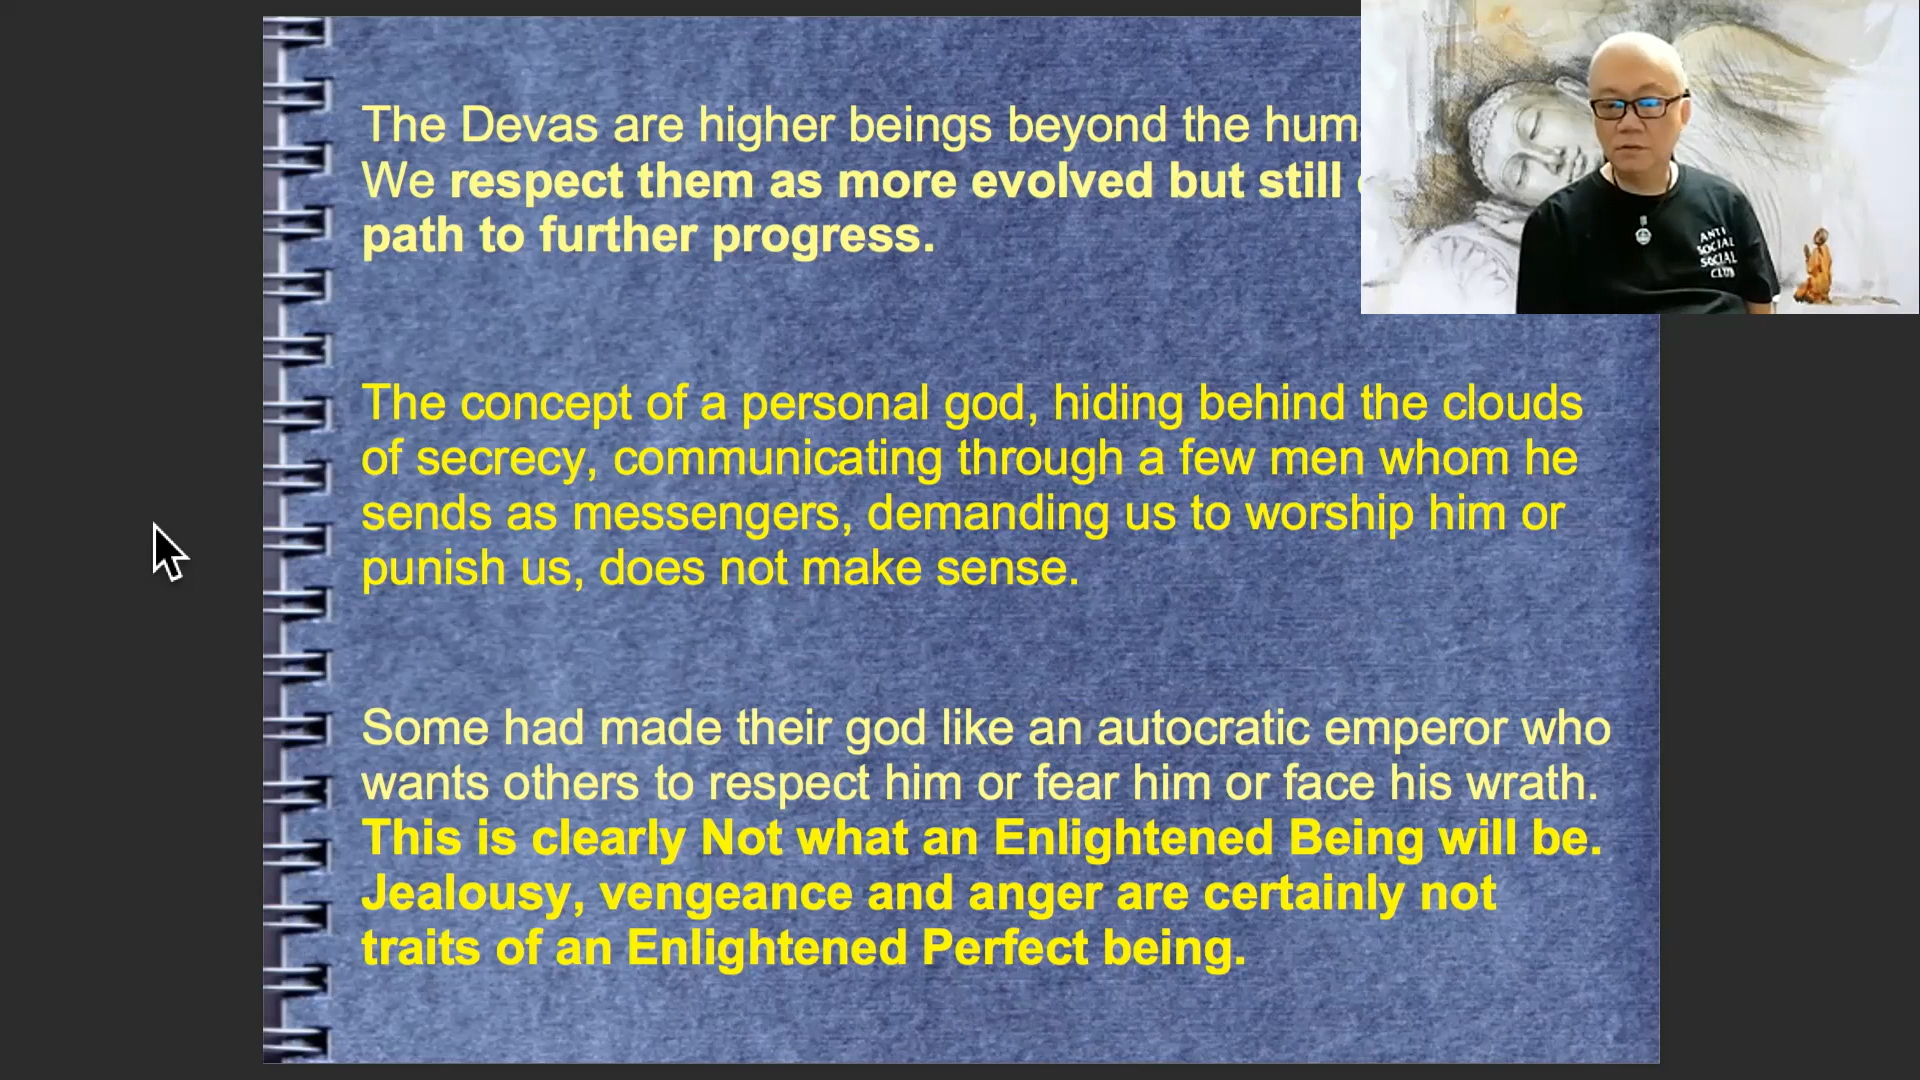 The Devas are higher beings beyond the
We respect them as more evolved but still
path to further progress.
The concept of a personal god, hiding behind the clouds
of secrecy, communicating through a few men whom he
sends as messengers, demanding us to worship him or
punish us, does not make sense.
Some had made their god like an autocratic emperor who
wants others to respect him or fear him or face his wrath.
This is clearly Not what an Enlightened Being will be.
Jealousy, vengeance and anger are certainly not
traits of an Enlightened Perfect being.
ANTI
SOCIAL
SOCIAL
CLUB